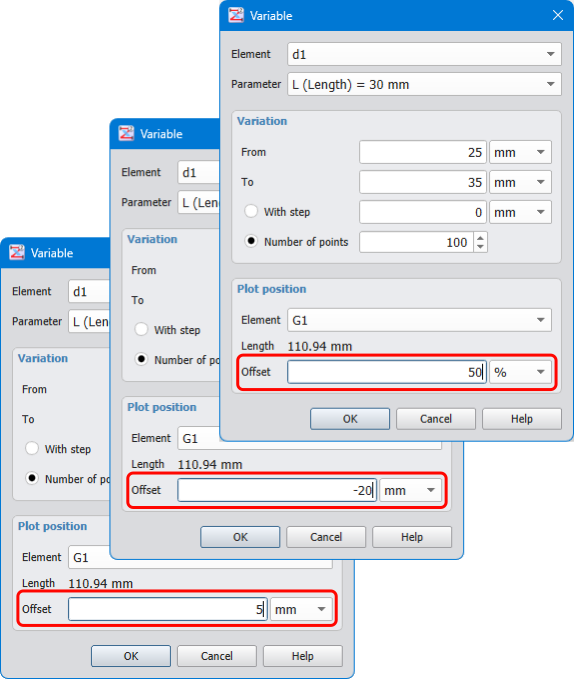 Variable
Element d1
Parameter L (Length) = 30 mm
Variation
From 25 mm
To 35 mm
With step 0 mm
Number of points 100
Plot position
Element G1
Length 110.94 mm
Offset 50 %
OK Cancel Help
Variable
Element d1
Parameter L (Len
Variation
From
To
With step
Number of po
Plot position
Element G1
Length 110.94 mm
Offset -20 mm
OK Cancel Help
Variable
Element d1
Parameter L (Len
Variation
From
To
With step
Number of po
Plot position
Element G1
Length 110.94 mm
Offset 5 mm
OK Cancel Help